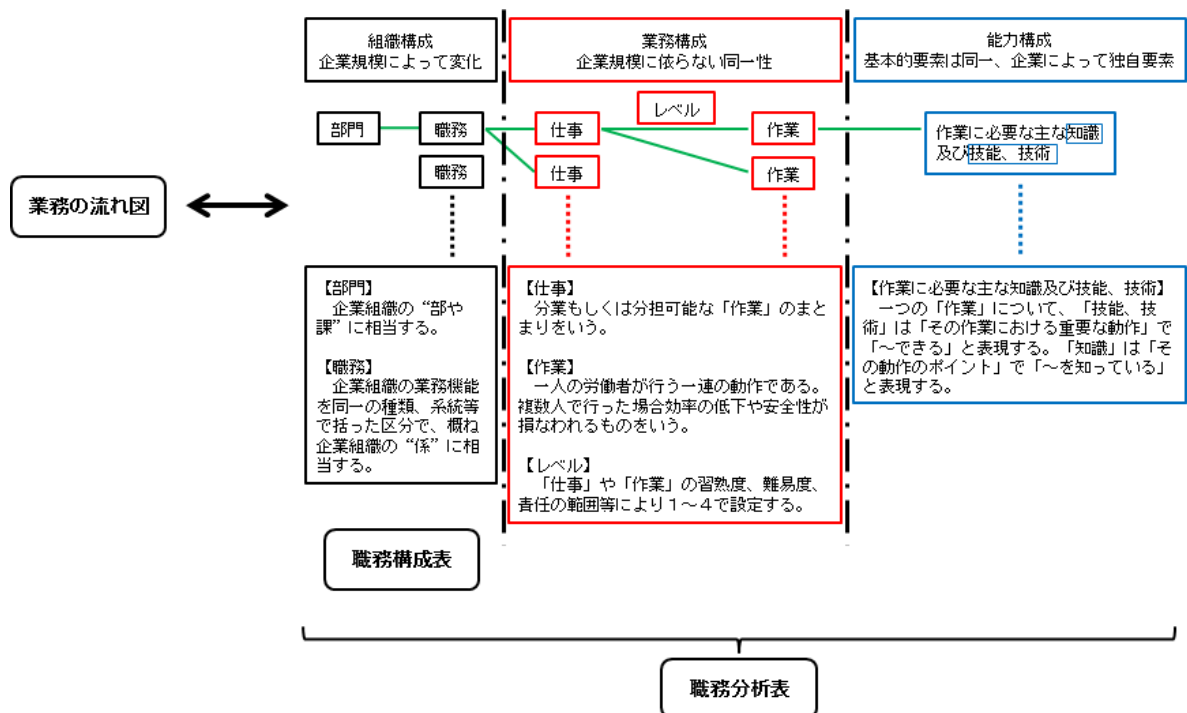 組織構成
企業規模によって変化
業務構成
企業規模に依らない同一性
能力構成
基本的要素は同一、企業によって独自要素
レベル
部門
職務
仕事
作業
作業に必要な主な知識
及び技能、技術
職務
仕事
作業
業務の流れ図
【部門】
企業組織の“部や
課”に相当する。
【職務】
企業組織の業務機能
を同一の種類、系統等
で括った区分で、概ね
企業組織の“係”に相
当する。
【仕事】
分業もしくは分担可能な「作業」のまと
まりをいう。
【作業】
一人の労働者が行う一連の動作である。
複数人で行った場合効率の低下や安全性が
損なわれるものをいう。
【レベル】
「仕事」や「作業」の習熟度、難易度、
責任の範囲等により１～４で設定する。
【作業に必要な主な知識及び技能、技術】
一つの「作業」について、「技能、技
術」は「その作業における重要な動作」で
「～できる」と表現する。「知識」は「そ
の動作のポイント」で「～を知っている」
と表現する。
職務構成表
職務分析表